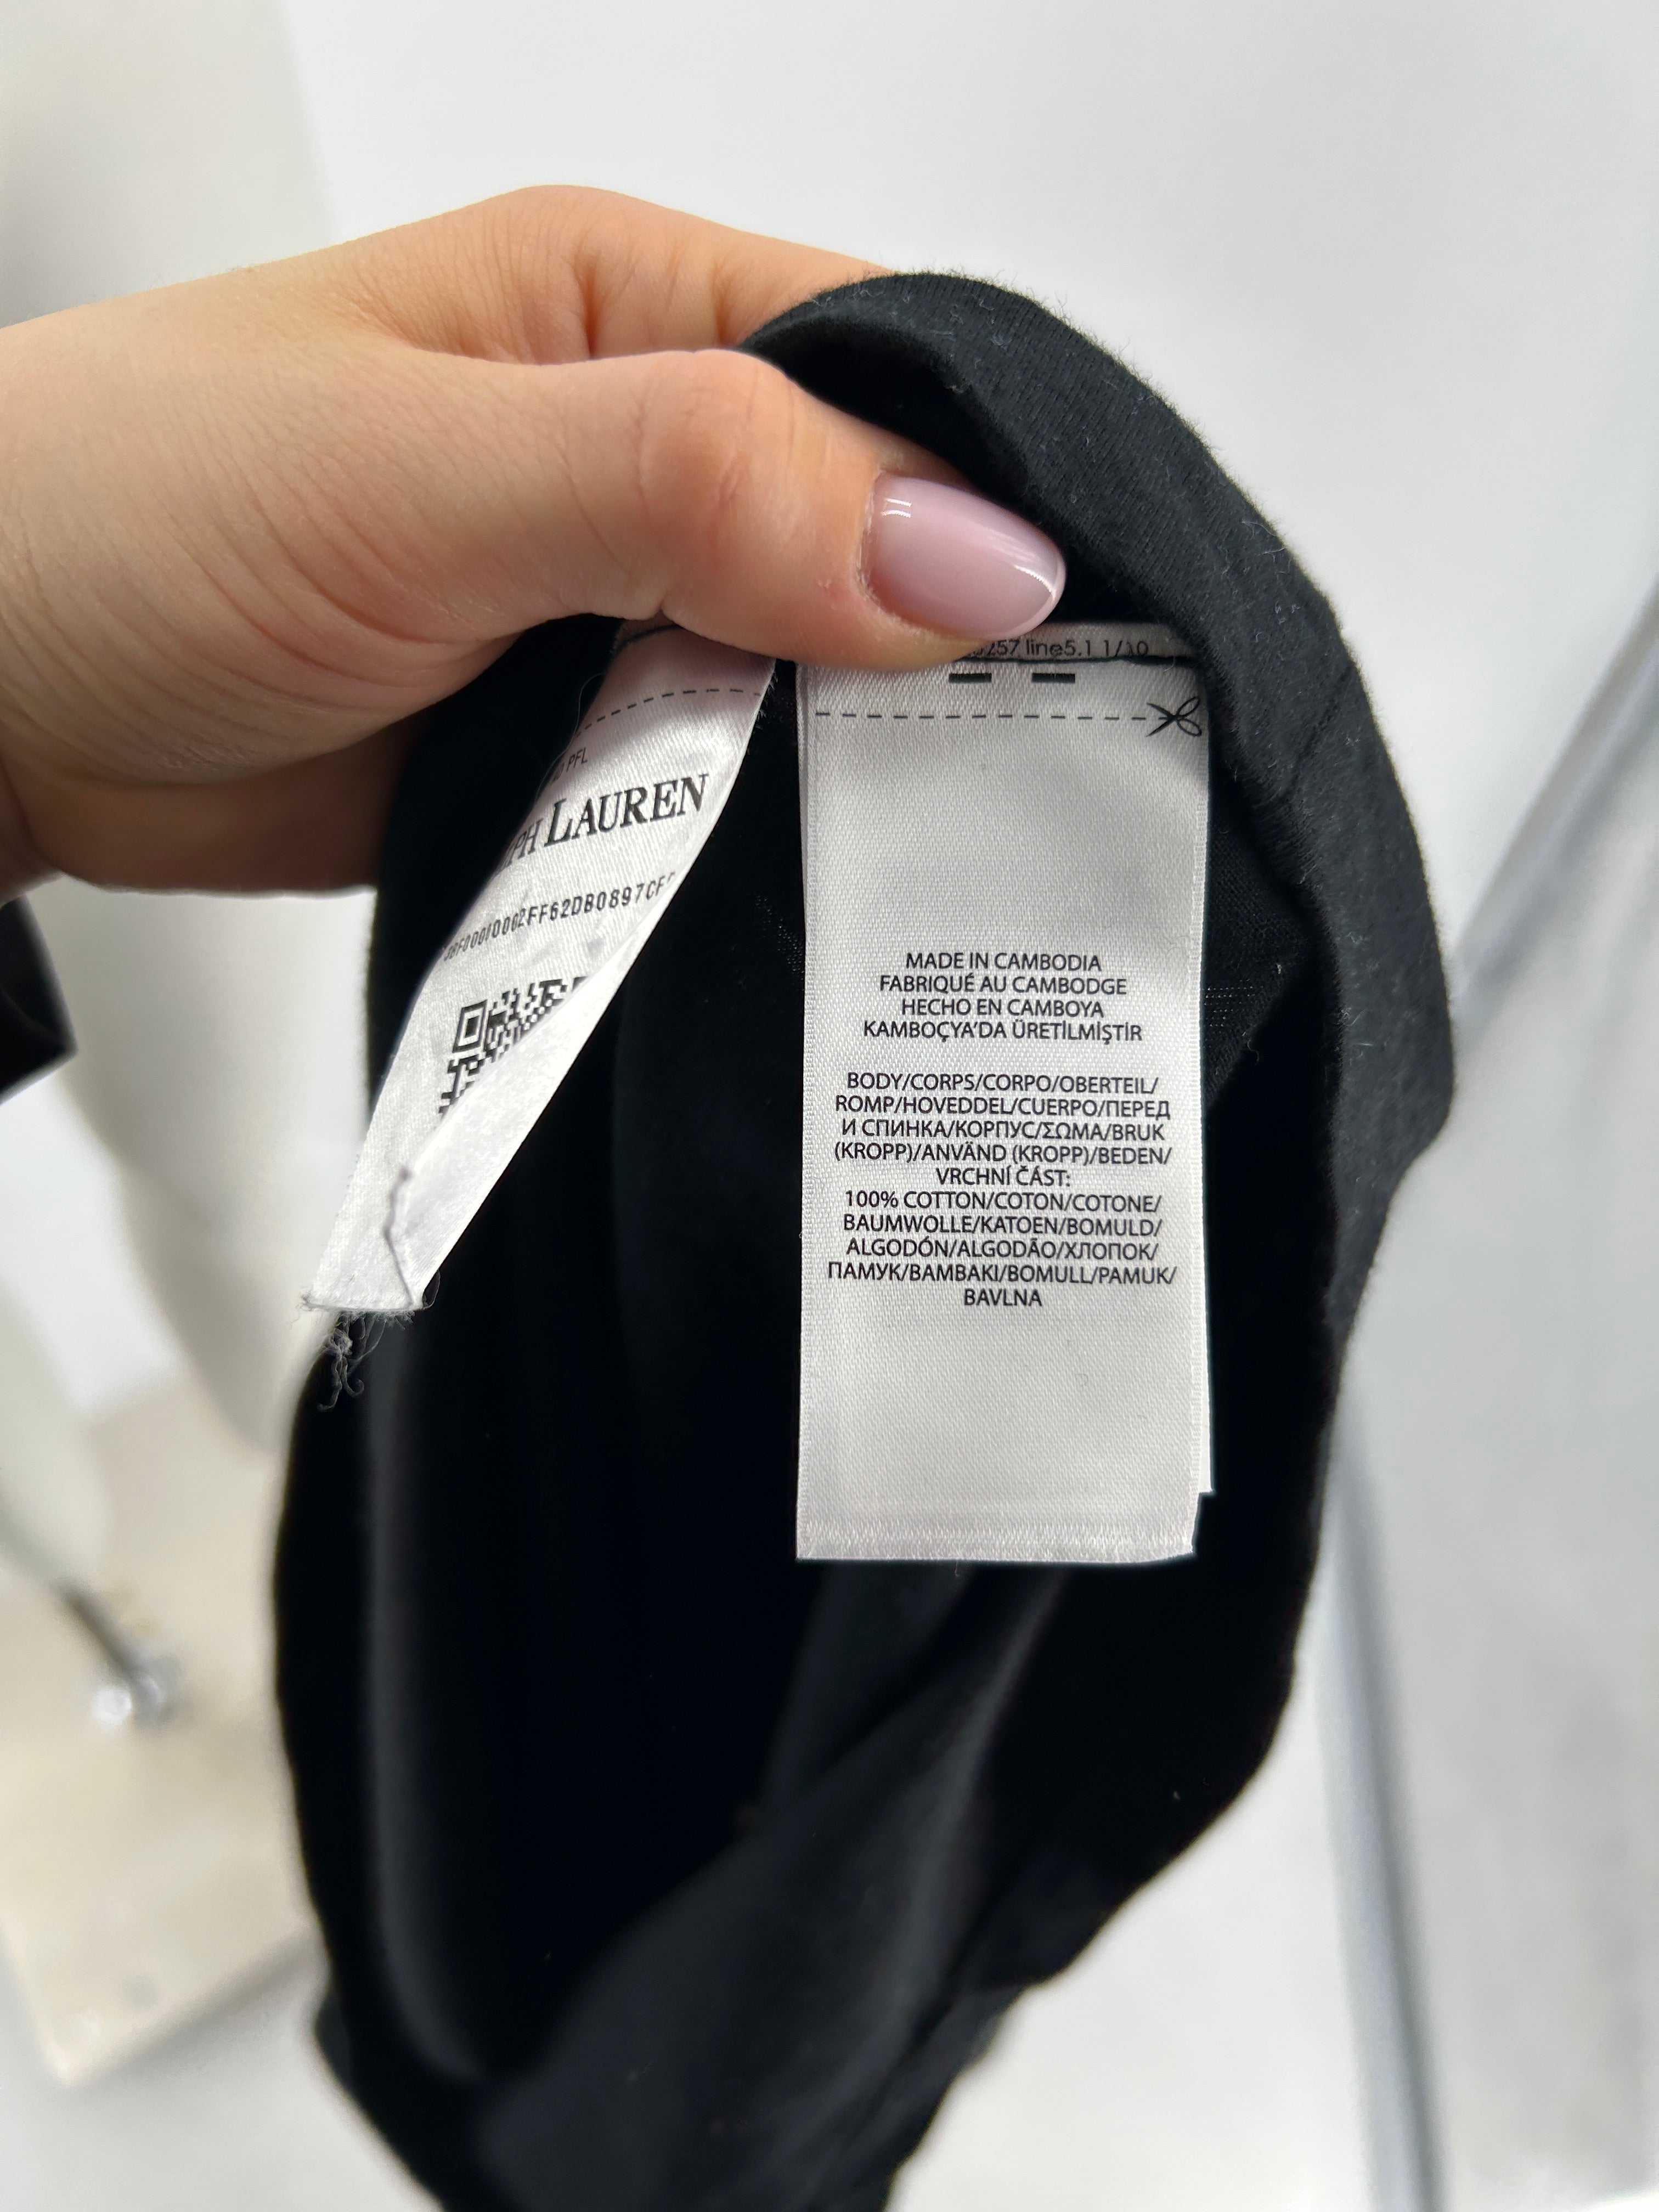 PFL
LAUREN
257 line5.1 1/10
MADE IN CAMBODIA
FABRIQUÉ AU CAMBODGE
HECHO EN CAMBOYA
KAMBOÇYA'DA ÜRETİLMİŞTİR
BODY/CORPS/CORPO/OBERTEIL/
ROMP/HOVEDDEL/CUERPO/ПЕРЕД
И СПИНКА/КОРПУС/ΣΩΜΑ/BRUK
(KROPP)/ANVÄND (KROPP)/BEDEN/
VRCHNÍ ČÁST:
100% COTTON/COTON/COTONE/
BAUMWOLLE/KATOEN/BOMULD/
ALGODÓN/ALGODÃO/ХЛОПОК/
ПАМУК/ΒΑΜΒΑΚΙ/BOMULL/PAMUK/
BAVLNA